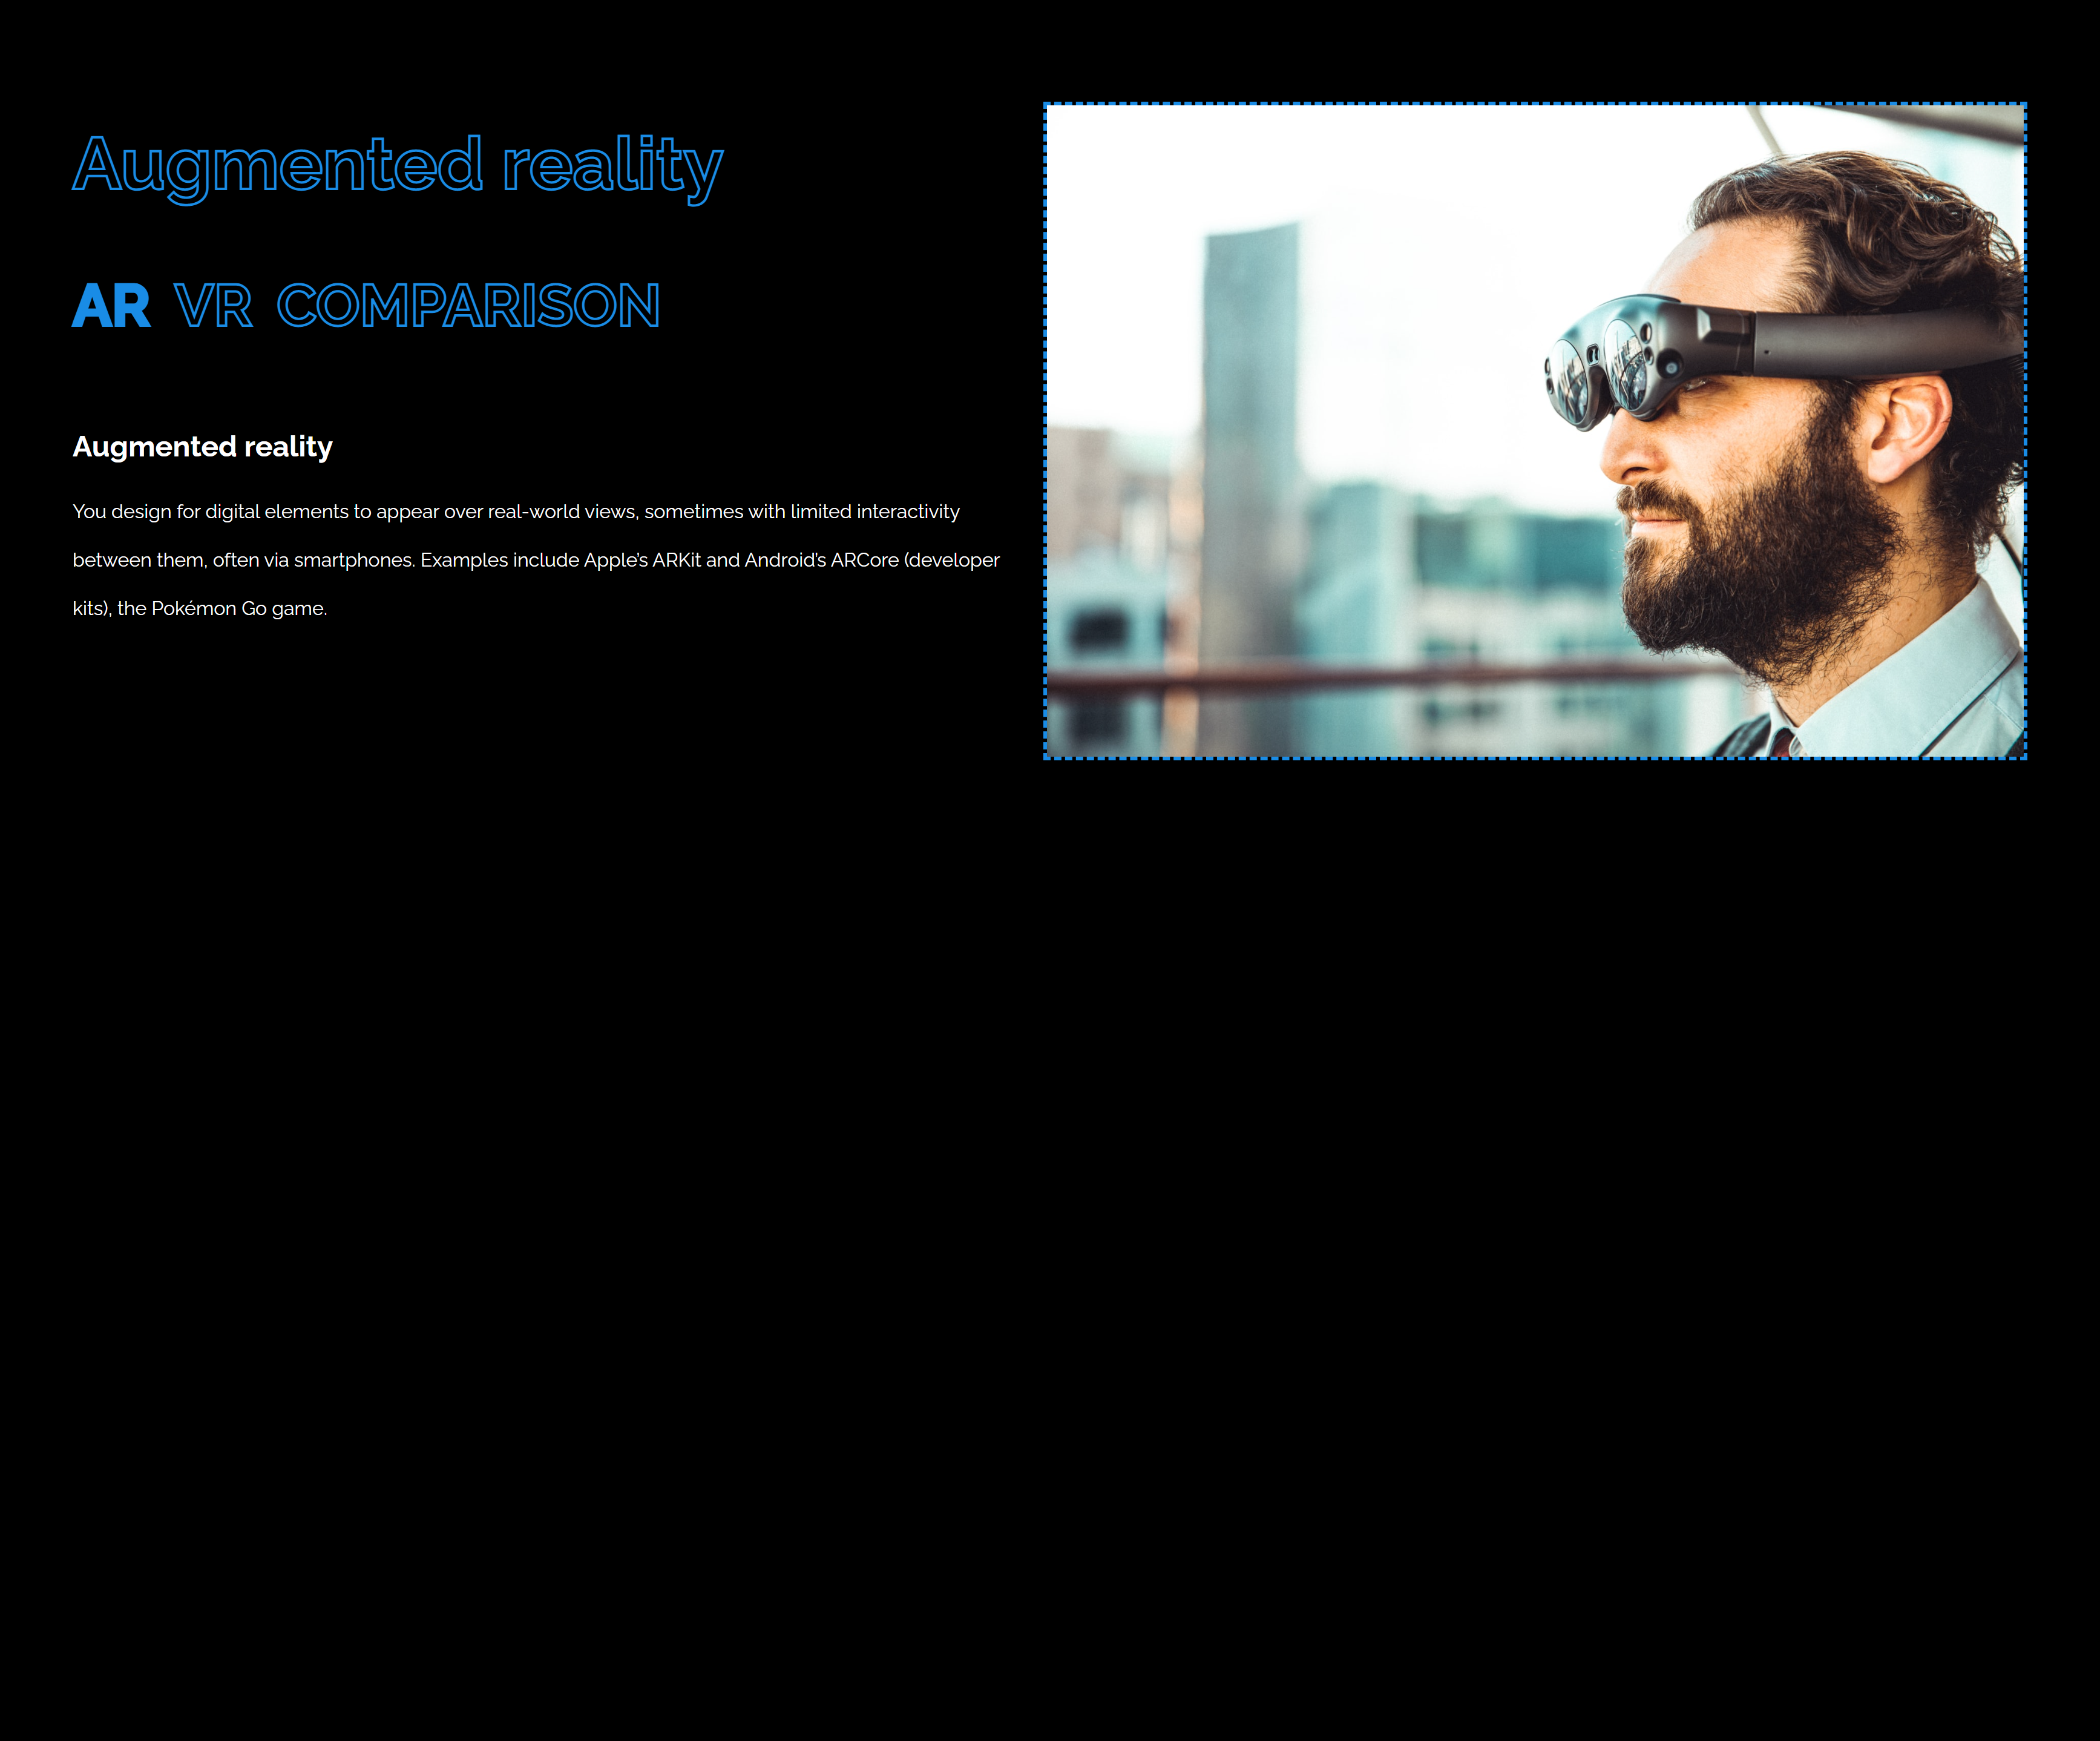 Augmented reality
AR VR COMPARISON
Augmented reality
You design for digital elements to appear over real-world views, sometimes with limited interactivity
between them, often via smartphones. Examples include Apple’s ARKit and Android’s ARCore (developer
kits), the Pokémon Go game.